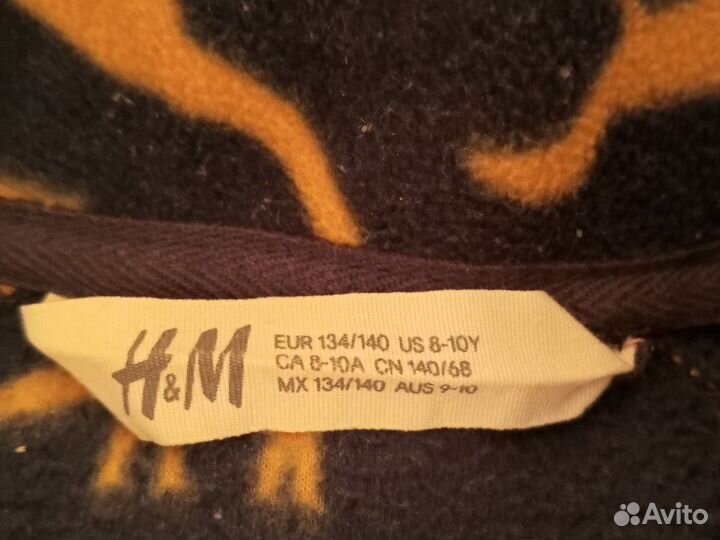 H&M
EUR 134/140 US 8-10Y
CA 8-10A CN 140/68
MX 134/140 AUS 9-10
Avito